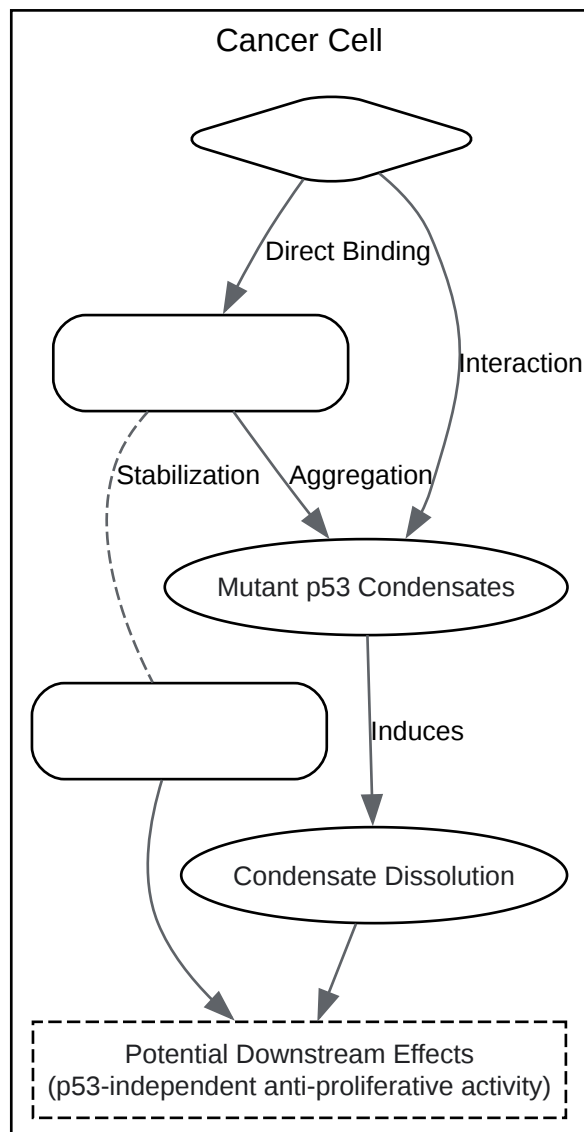 Cancer Cell
Direct Binding
Interaction
Stabilization
Aggregation
Mutant p53 Condensates
Induces
Condensate Dissolution
Potential Downstream Effects
(p53-independent anti-proliferative activity)